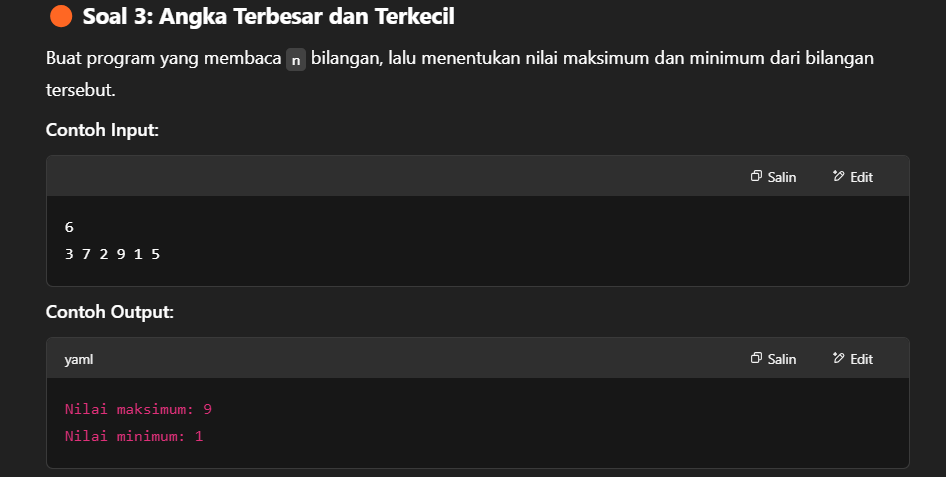 Soal 3: Angka Terbesar dan Terkecil
Buat program yang membaca n bilangan, lalu menentukan nilai maksimum dan minimum dari bilangan
tersebut.
Contoh Input:
Salin Edit
6
3 7 2 9 1 5
Contoh Output:
yaml Salin Edit
Nilai maksimum: 9
Nilai minimum: 1